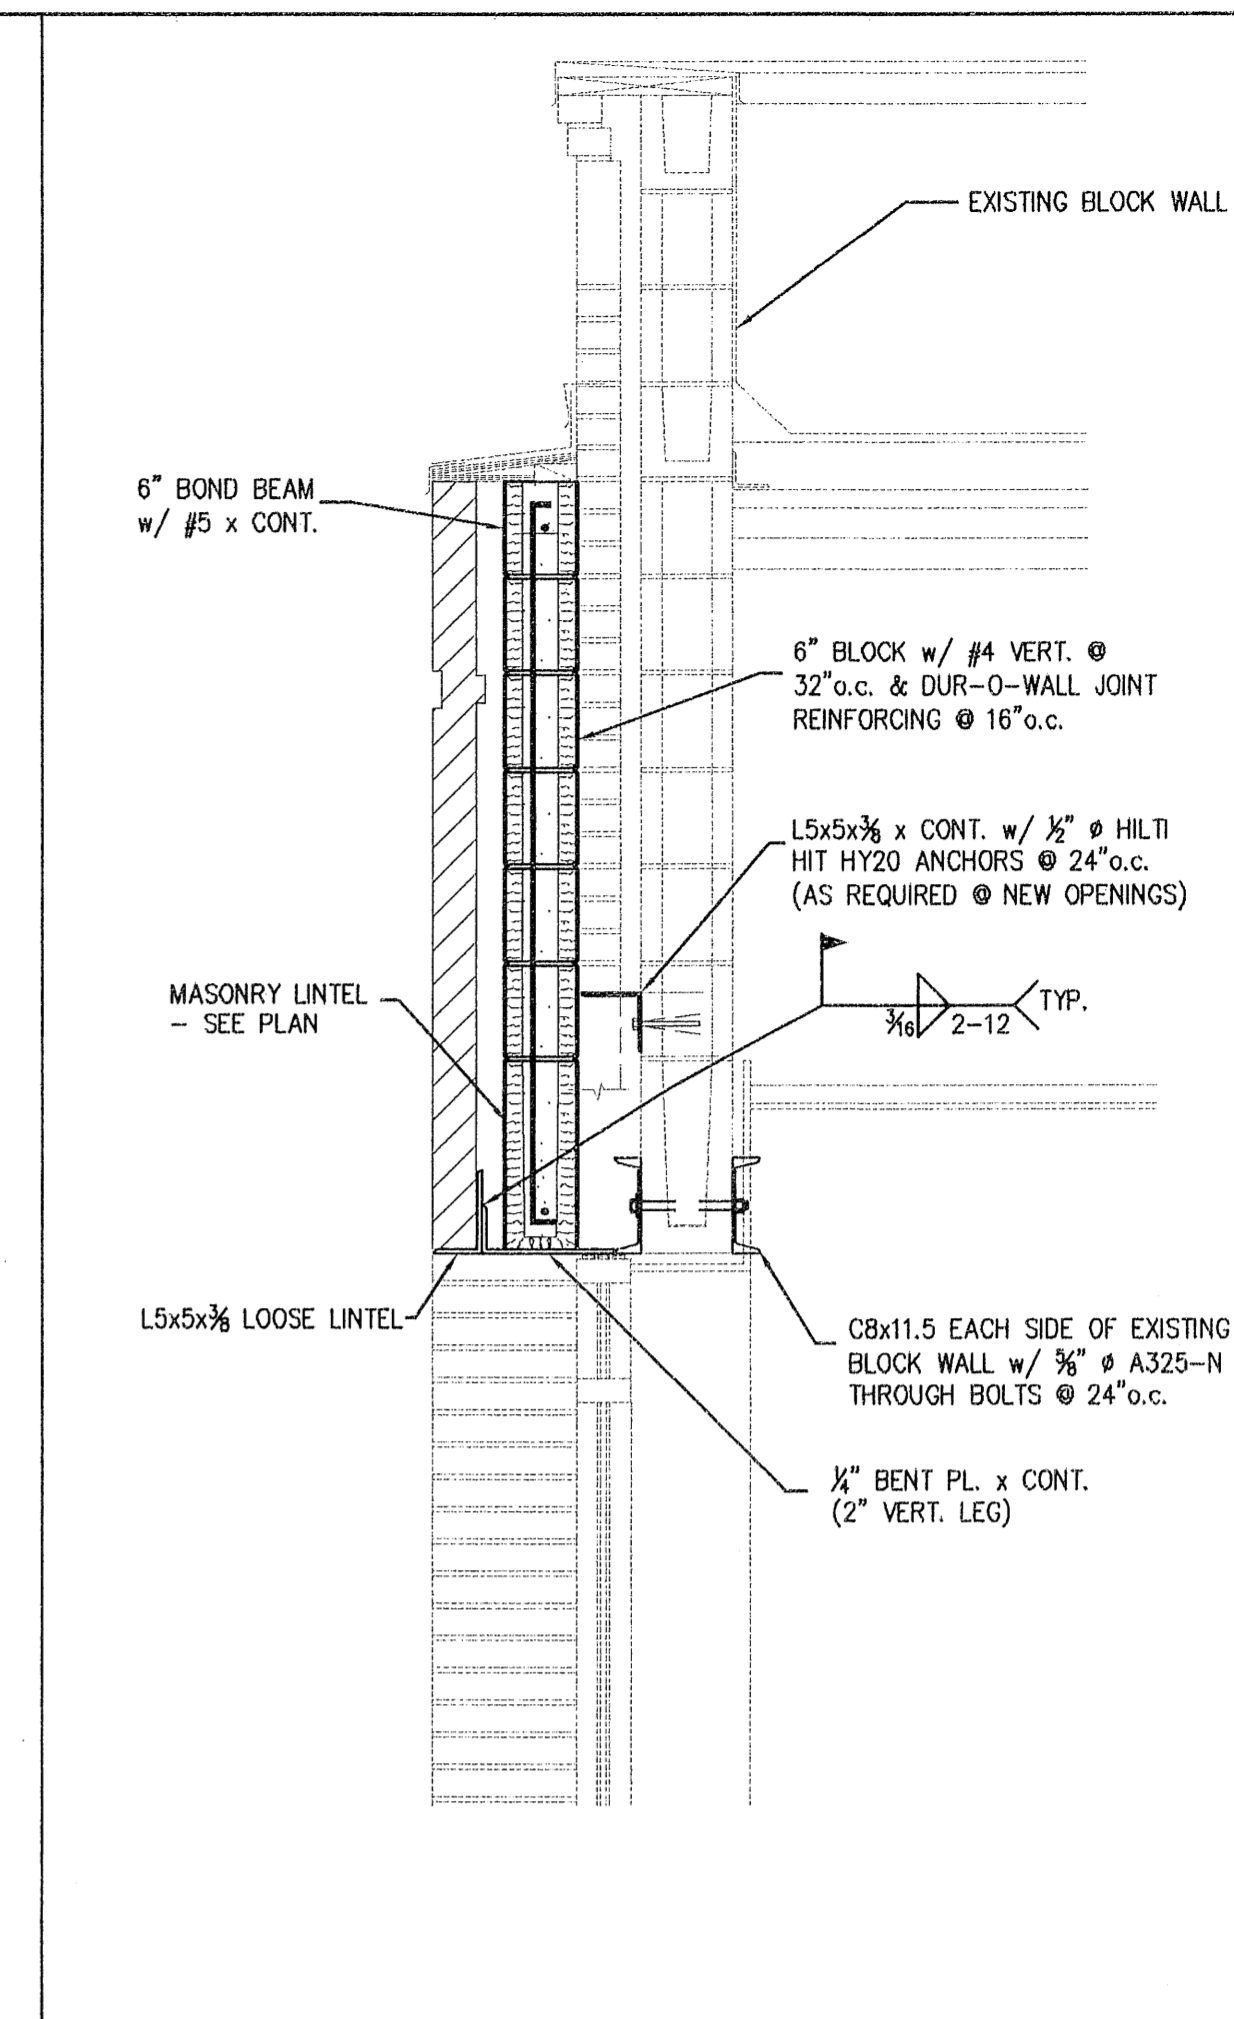 EXISTING BLOCK WALL
6" BOND BEAM
w/ #5 x CONT.
6" BLOCK w/ #4 VERT. @
32"o.c. & DUR-O-WALL JOINT
REINFORCING @ 16"o.c.
L5x5x3/8 x CONT. w/ 1/2" ø HILTI
HIT HY20 ANCHORS @ 24"o.c.
(AS REQUIRED @ NEW OPENINGS)
MASONRY LINTEL
- SEE PLAN
3/16 2-12 TYP.
L5x5x3/8 LOOSE LINTEL
C8x11.5 EACH SIDE OF EXISTING
BLOCK WALL w/ 5/8" ø A325-N
THROUGH BOLTS @ 24"o.c.
1/4" BENT PL. x CONT.
(2" VERT. LEG)